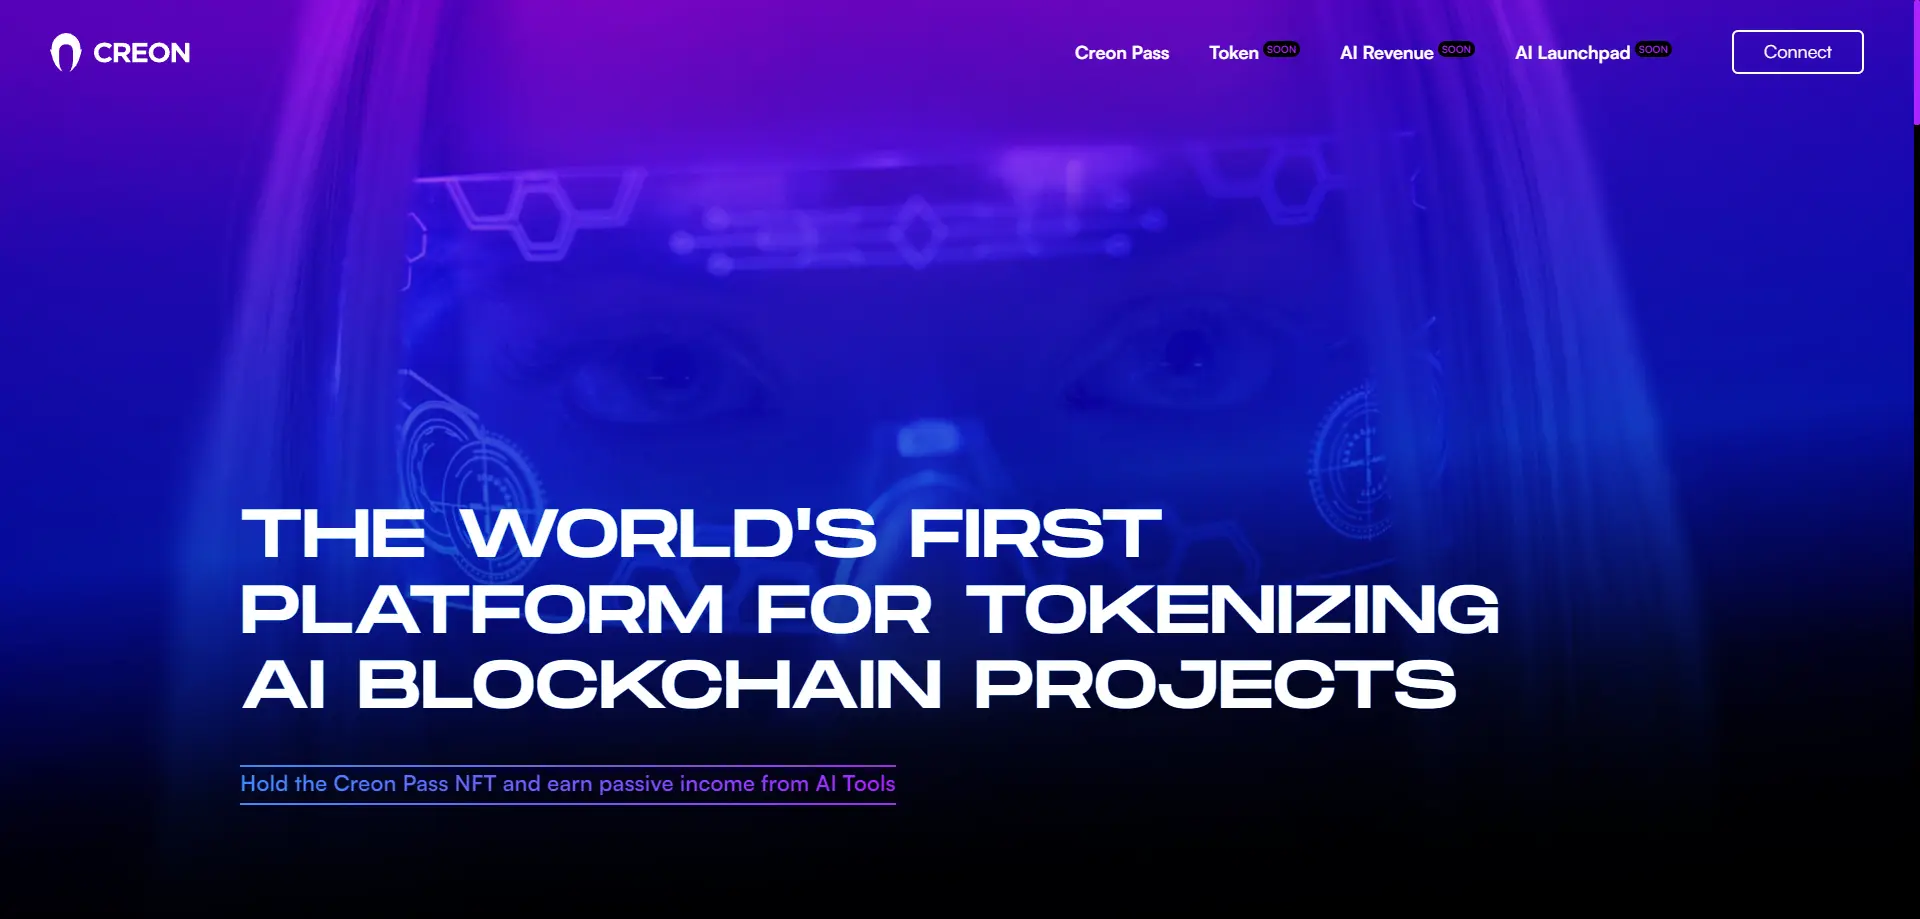 CREON
Creon Pass
Token SOON
AI Revenue SOON
AI Launchpad SOON
Connect
THE WORLD'S FIRST
PLATFORM FOR TOKENIZING
AI BLOCKCHAIN PROJECTS
Hold the Creon Pass NFT and earn passive income from AI Tools